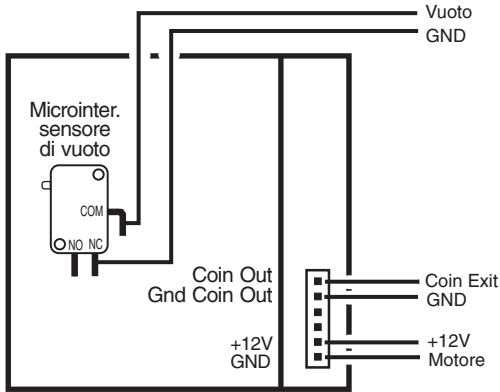 Vuoto
GND
Microinter.
sensore
di vuoto
COM
NO NC
Coin Out
Gnd Coin Out
+12V
GND
Coin Exit
GND
+12V
Motore